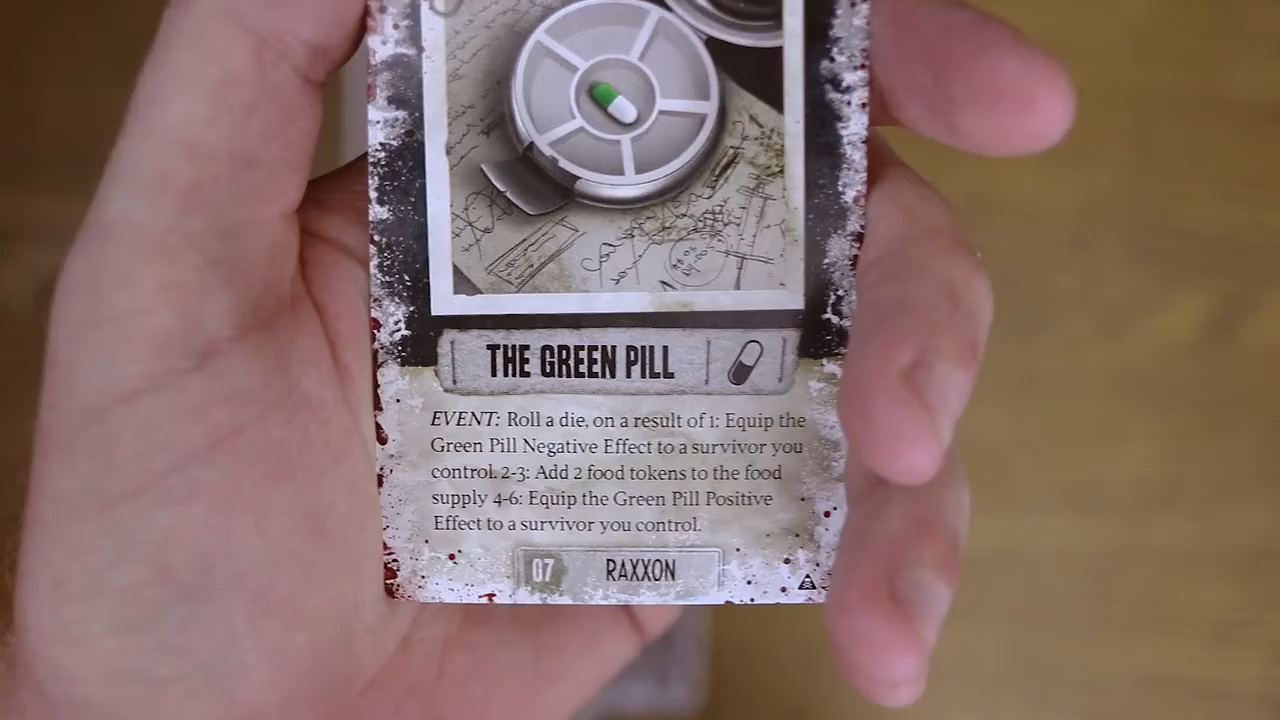 THE GREEN PILL
EVENT: Roll a die, on a result of 1: Equip the
Green Pill Negative Effect to a survivor you
control. 2-3: Add 2 food tokens to the food
supply 4-6: Equip the Green Pill Positive
Effect to a survivor you control.
07 RAXXON